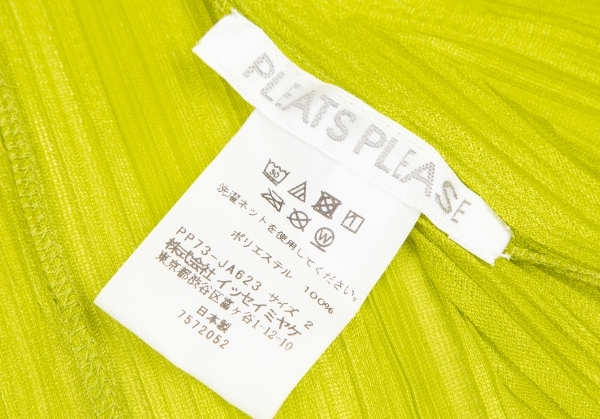 PLEATS PLEASE
30
1
W
洗濯ネットを使用してください。
ポリエステル 100%
PP73-JA623 サイズ 2
株式会社イッセイミヤケ
東京都渋谷区富ヶ谷1-12-10
日本製
7572052